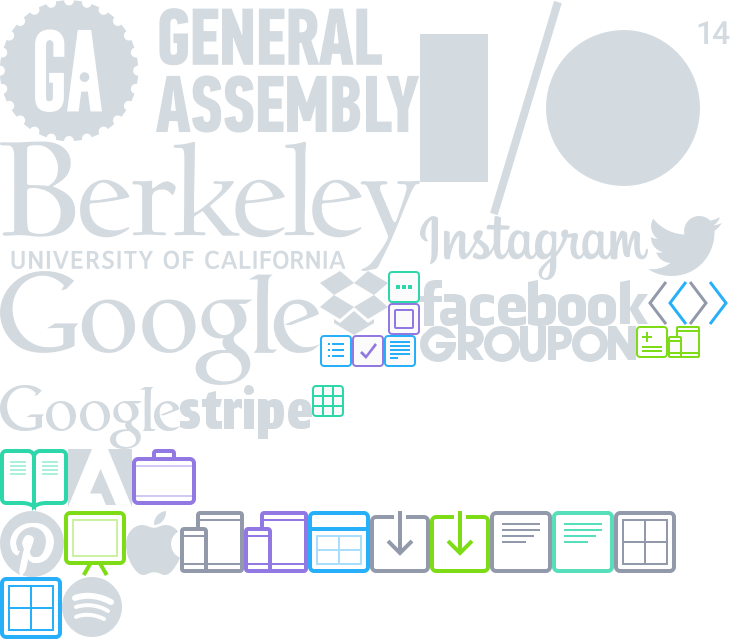 GA GENERAL
ASSEMBLY
I/O 14
Berkeley
UNIVERSITY OF CALIFORNIA
Instagram
Google
facebook
GROUPON
Google
stripe